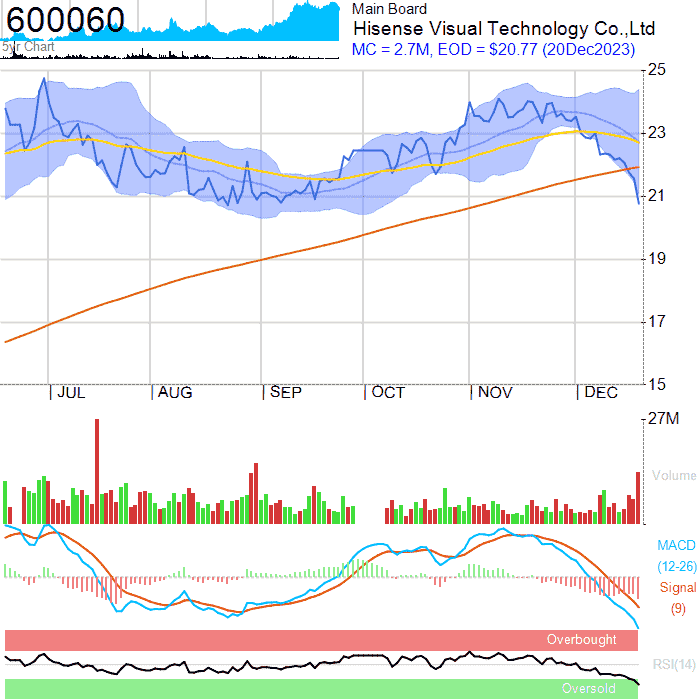 600060
Main Board
Hisense Visual Technology Co.,Ltd
MC = 2.7M, EOD = $20.77 (20Dec2023)
5yr Chart
25
23
21
19
17
15
JUL AUG SEP OCT NOV DEC
27M
Volume
MACD
(12-26)
Signal
(9)
Overbought
RSI(14)
Oversold